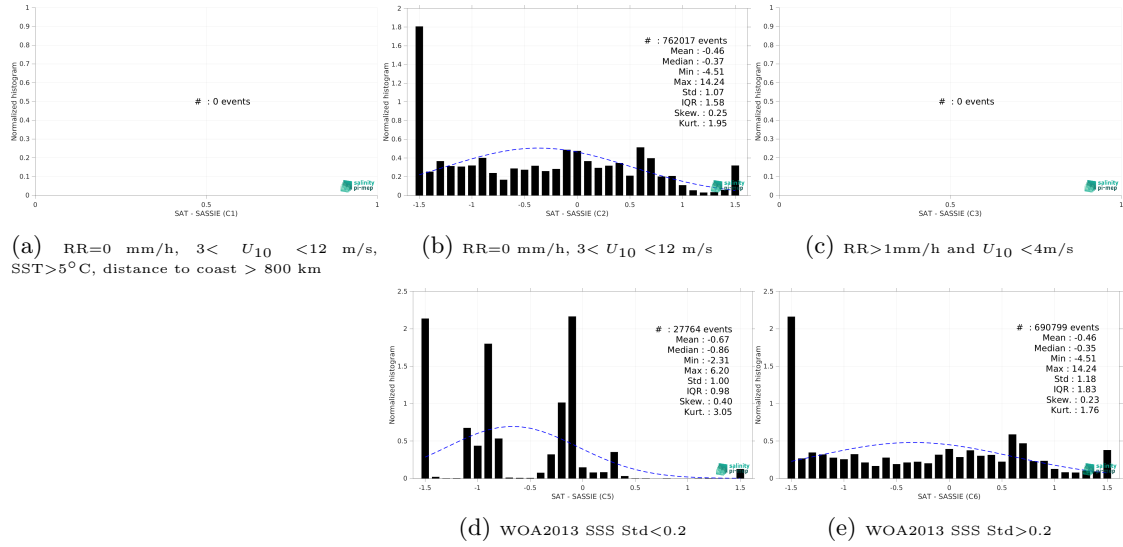 Normalized histogram
1
0.9
0.8
0.7
0.6
0.5
0.4
0.3
0.2
0.1
0
# : 0 events
0
0.5
1
SAT - SASSIE (C1)
salinity
pi-mep
(a) RR=0 mm/h, 3< U10 <12 m/s,
SST>5°C, distance to coast > 800 km
Normalized histogram
2
1.8
1.6
1.4
1.2
1
0.8
0.6
0.4
0.2
0
# : 762017 events
Mean : -0.46
Median : -0.37
Min : -4.51
Max : 14.24
Std : 1.07
IQR : 1.58
Skew. : 0.25
Kurt. : 1.95
-1.5
-1
-0.5
0
0.5
1
1.5
SAT - SASSIE (C2)
salinity
pi-mep
(b) RR=0 mm/h, 3< U10 <12 m/s
Normalized histogram
1
0.9
0.8
0.7
0.6
0.5
0.4
0.3
0.2
0.1
0
# : 0 events
0
0.5
1
SAT - SASSIE (C3)
salinity
pi-mep
(c) RR>1mm/h and U10 <4m/s
Normalized histogram
2.5
2
1.5
1
0.5
0
# : 27764 events
Mean : -0.67
Median : -0.86
Min : -2.31
Max : 6.20
Std : 1.00
IQR : 0.98
Skew. : 0.40
Kurt. : 3.05
-1.5
-1
-0.5
0
0.5
1
1.5
SAT - SASSIE (C5)
salinity
pi-mep
(d) WOA2013 SSS Std<0.2
Normalized histogram
2.5
2
1.5
1
0.5
0
# : 690799 events
Mean : -0.46
Median : -0.35
Min : -4.51
Max : 14.24
Std : 1.18
IQR : 1.83
Skew. : 0.23
Kurt. : 1.76
-1.5
-1
-0.5
0
0.5
1
1.5
SAT - SASSIE (C6)
salinity
pi-mep
(e) WOA2013 SSS Std>0.2